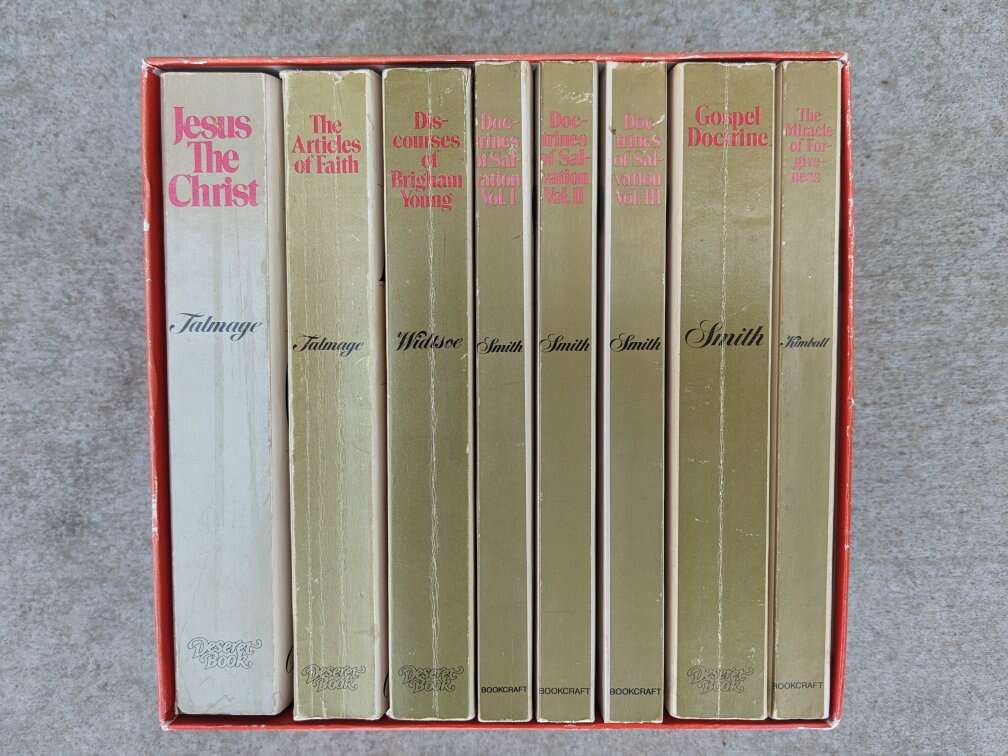 Jesus
The
Christ
Talmage
Deseret
Book
The
Articles
of Faith
Talmage
Deseret
Book
Dis-
courses
of
Brigham
Young
Widtsoe
Deseret
Book
Doc-
trines
of Sal-
vation
Vol. I
Smith
BOOKCRAFT
Doc-
trines
of Sal-
vation
Vol. II
Smith
BOOKCRAFT
Doc-
trines
of Sal-
vation
Vol. III
Smith
BOOKCRAFT
Gospel
Doctrine
Smith
Deseret
Book
The
Miracle
of For-
give-
ness
Kimball
BOOKCRAFT